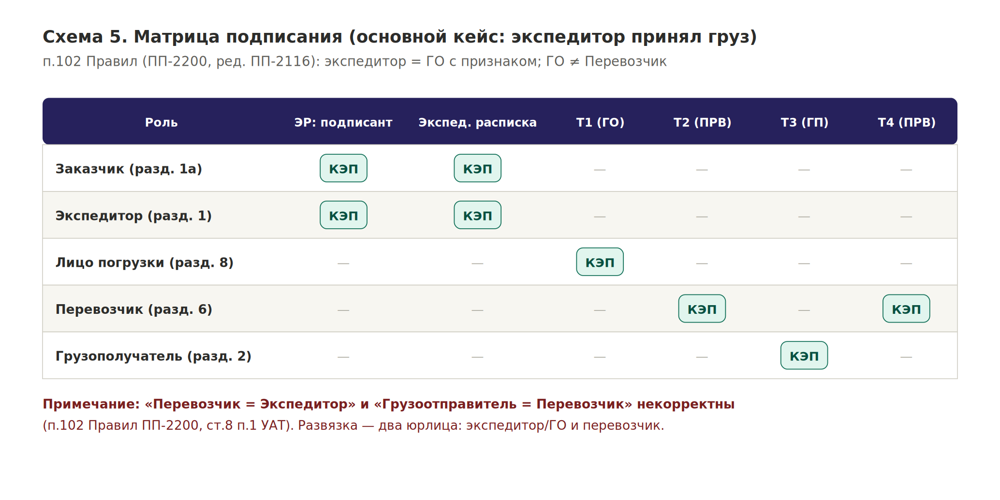 Схема 5. Матрица подписания (основной кейс: экспедитор принял груз)
п.102 Правил (ПП-2200, ред. ПП-2116): экспедитор = ГО с признаком; ГО ≠ Перевозчик
Роль ЭР: подписант Экспед. расписка Т1 (ГО) Т2 (ПРВ) Т3 (ГП) Т4 (ПРВ)
Заказчик (разд. 1а) КЭП КЭП — — — —
Экспедитор (разд. 1) КЭП КЭП — — — —
Лицо погрузки (разд. 8) — — КЭП — — —
Перевозчик (разд. 6) — — — КЭП — КЭП
Грузополучатель (разд. 2) — — — — КЭП —
Примечание: «Перевозчик = Экспедитор» и «Грузоотправитель = Перевозчик» некорректны
(п.102 Правил ПП-2200, ст.8 п.1 УАТ). Развязка — два юрлица: экспедитор/ГО и перевозчик.